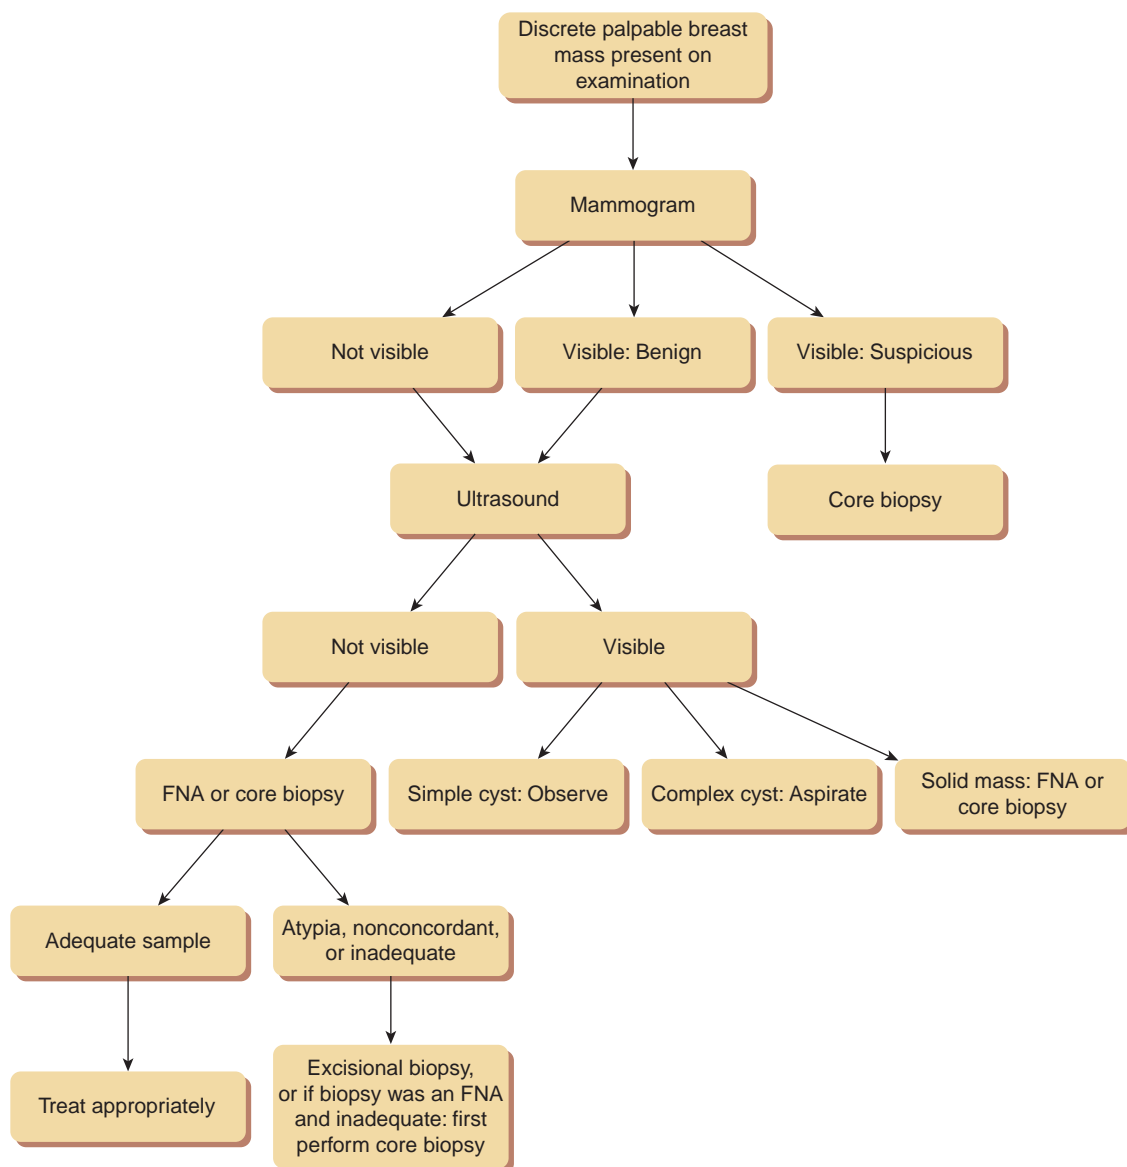 Discrete palpable breast
mass present on
examination
Mammogram
Not visible
Visible: Benign
Visible: Suspicious
Ultrasound
Core biopsy
Not visible
Visible
FNA or core biopsy
Simple cyst: Observe
Complex cyst: Aspirate
Solid mass: FNA or
core biopsy
Adequate sample
Atypia, nonconcordant,
or inadequate
Treat appropriately
Excisional biopsy,
or if biopsy was an FNA
and inadequate: first
perform core biopsy